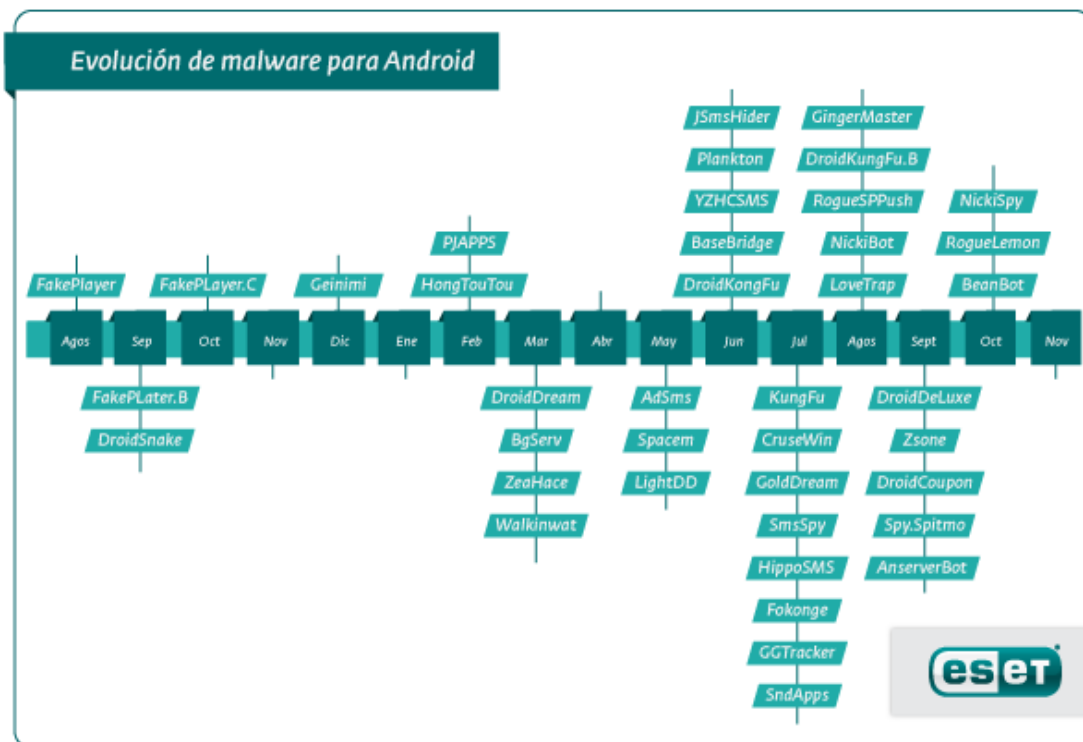 Evolución de malware para Android
JSmsHider
GingerMaster
Plankton
DroidKungFu.B
YZHCSMS
RogueSPPush
NickiSpy
PJAPPS
BaseBridge
NickiBot
RogueLemon
FakePlayer
FakePLayer.C
Geinimi
HongTouTou
DroidKongFu
LoveTrap
BeanBot
Agos
Sep
Oct
Nov
Dic
Ene
Feb
Mar
Abr
May
Jun
Jul
Agos
Sept
Oct
Nov
FakePLater.B
DroidDream
AdSms
KungFu
DroidDeLuxe
DroidSnake
BgServ
Spacem
CruseWin
Zsone
ZeaHace
LightDD
GoldDream
DroidCoupon
Walkinwat
SmsSpy
Spy.Spitmo
HippoSMS
AnserverBot
Fokonge
GGTracker
SndApps
eseT